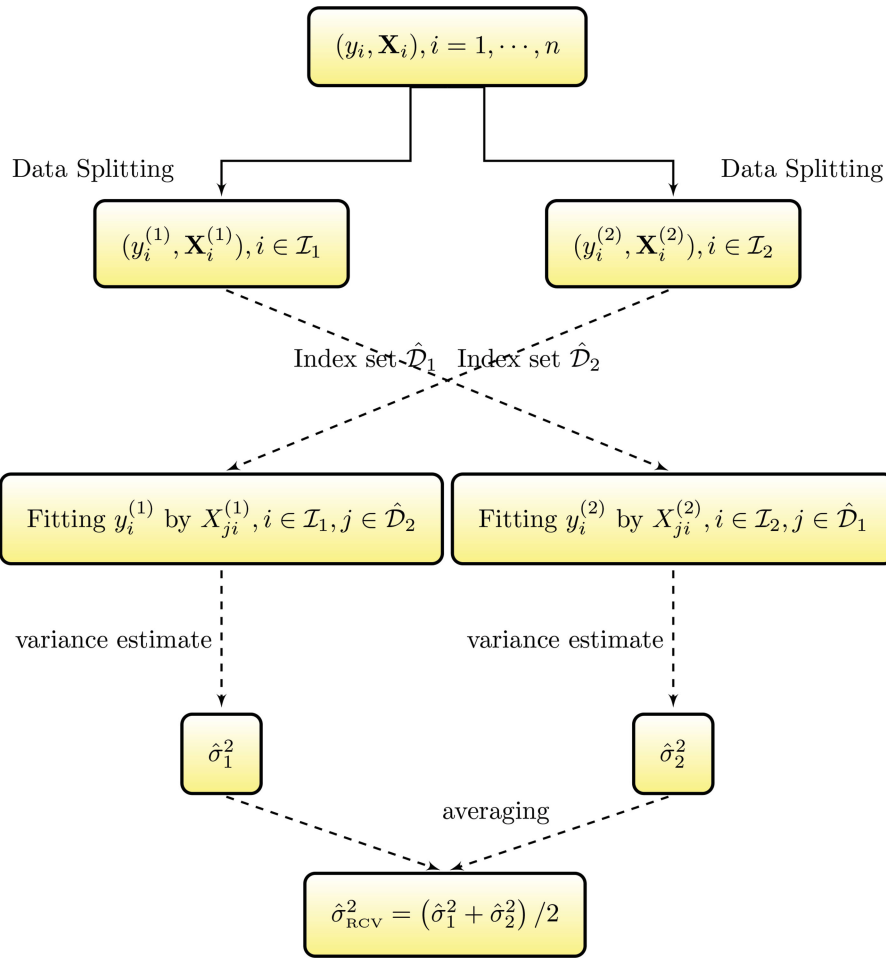 (y_i, X_i), i = 1, ⋯, n
Data Splitting Data Splitting
(y_i^{(1)}, X_i^{(1)}), i ∈ ℐ_1 (y_i^{(2)}, X_i^{(2)}), i ∈ ℐ_2
Index set 𝒟̂_1 Index set 𝒟̂_2
Fitting y_i^{(1)} by X_{ji}^{(1)}, i ∈ ℐ_1, j ∈ 𝒟̂_2 Fitting y_i^{(2)} by X_{ji}^{(2)}, i ∈ ℐ_2, j ∈ 𝒟̂_1
variance estimate variance estimate
σ̂_1^2 σ̂_2^2
averaging
σ̂_{RCV}^2 = (σ̂_1^2 + σ̂_2^2) /2